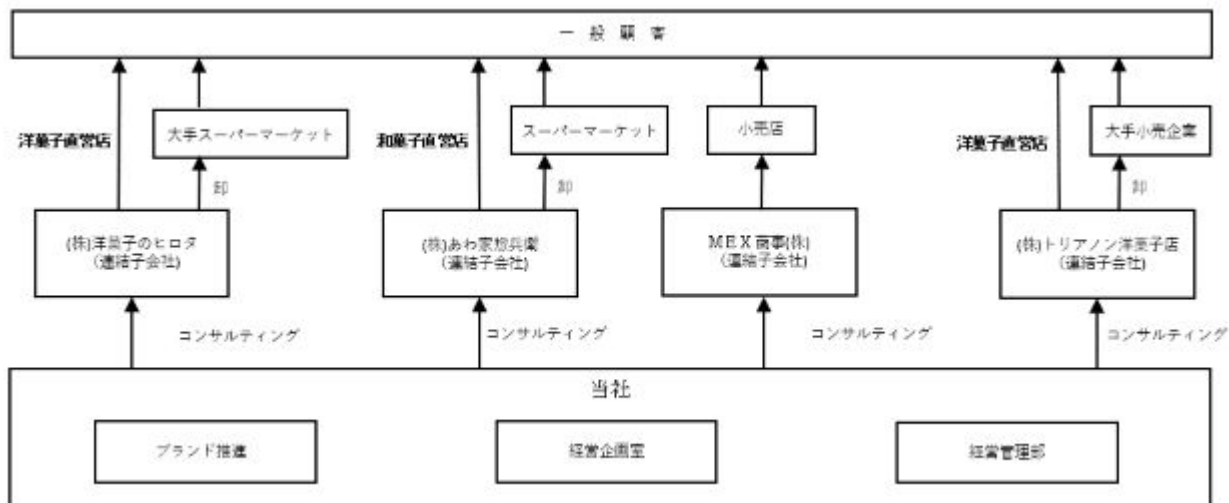 一般顧客
大手スーパーマーケット
スーパーマーケット
小売店
大手小売企業
洋菓子直営店
和菓子直営店
洋菓子直営店
卸
卸
卸
(株)洋菓子のヒロタ
(連結子会社)
(株)あわ家惣兵衛
(連結子会社)
ＭＥＸ商事(株)
(連結子会社)
(株)トリアノン洋菓子店
(連結子会社)
コンサルティング
コンサルティング
コンサルティング
コンサルティング
当社
ブランド推進
経営企画室
経営管理部